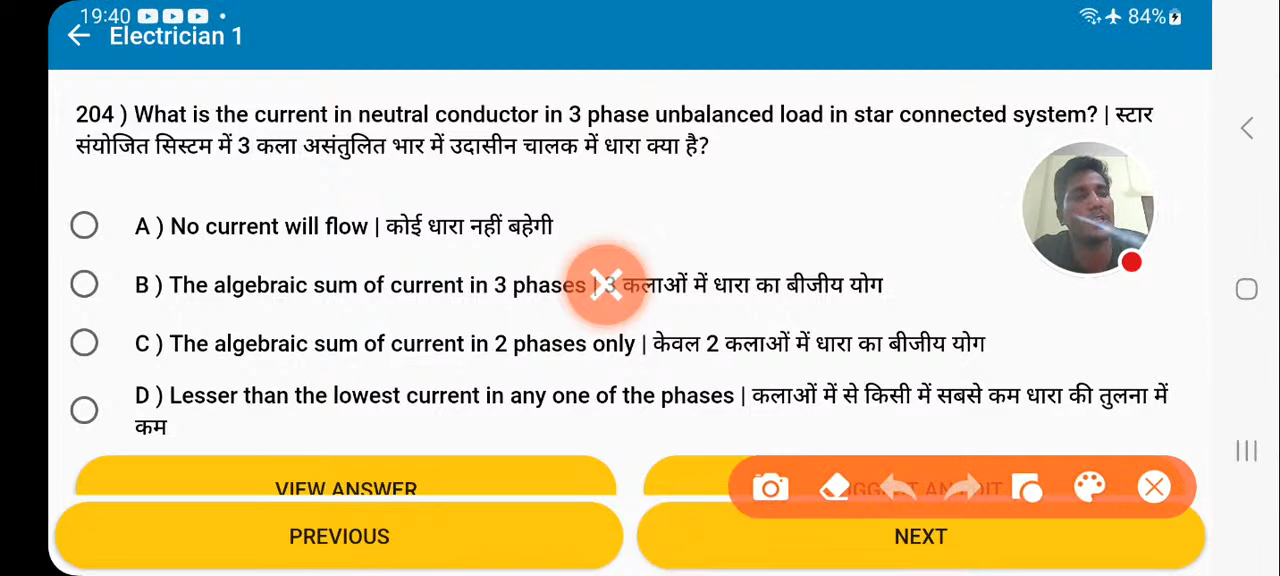 19:40
84%
Electrician 1
204 ) What is the current in neutral conductor in 3 phase unbalanced load in star connected system? | स्टार
संयोजित सिस्टम में 3 कला असंतुलित भार में उदासीन चालक में धारा क्या है?
A ) No current will flow | कोई धारा नहीं बहेगी
B ) The algebraic sum of current in 3 phases | 3 कलाओं में धारा का बीजीय योग
C ) The algebraic sum of current in 2 phases only | केवल 2 कलाओं में धारा का बीजीय योग
D ) Lesser than the lowest current in any one of the phases | कलाओं में से किसी में सबसे कम धारा की तुलना में
कम
VIEW ANSWER
PREVIOUS
NEXT